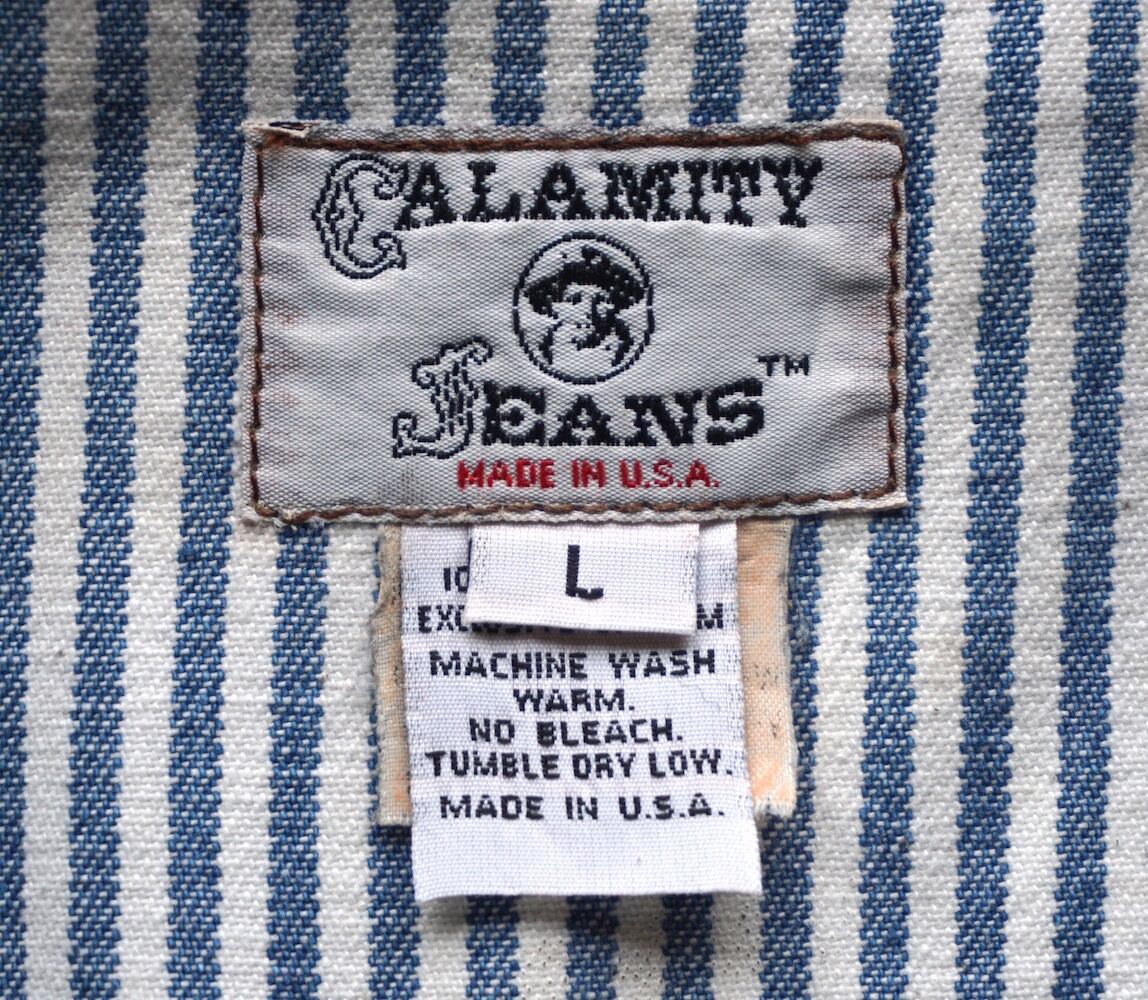 CALAMITY
JEANS™
MADE IN U.S.A.
L
MACHINE WASH
WARM.
NO BLEACH.
TUMBLE DRY LOW.
MADE IN U.S.A.